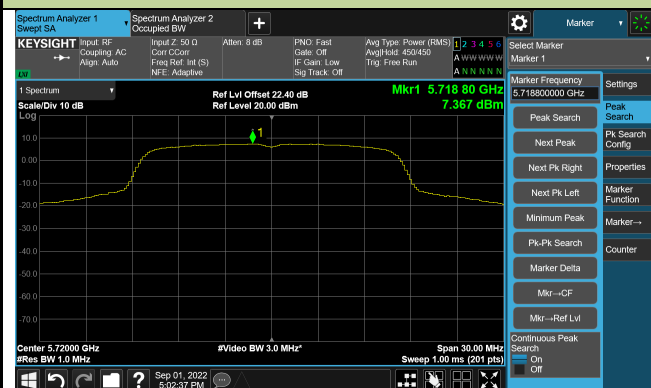 Spectrum Analyzer 1
Swept SA
Spectrum Analyzer 2
Occupied BW
+
Marker
KEYSIGHT
Input: RF
Coupling: AC
Align: Auto
Input Z: 50 Ω
Corr CCorr
Freq Ref: Int (S)
NFE: Adaptive
Atten: 8 dB
PNO: Fast
Gate: Off
IF Gain: Low
Sig Track: Off
Avg Type: Power (RMS)
Avg|Hold: 450/450
Trig: Free Run
1 2 3 4 5 6
A W W W W W
A N N N N N
LXI
Select Marker
Marker 1
1 Spectrum
Scale/Div 10 dB
Log
Ref Lvl Offset 22.40 dB
Ref Level 20.00 dBm
Mkr1 5.718 80 GHz
7.367 dBm
1
10.0
0.00
-10.0
-20.0
-30.0
-40.0
-50.0
-60.0
-70.0
Center 5.72000 GHz
#Res BW 1.0 MHz
#Video BW 3.0 MHz*
Span 30.00 MHz
Sweep 1.00 ms (201 pts)
Marker Frequency
5.718800000 GHz
Peak Search
Next Peak
Next Pk Right
Next Pk Left
Minimum Peak
Pk-Pk Search
Marker Delta
Mkr→CF
Mkr→Ref Lvl
Continuous Peak
Search
On
Off
Settings
Peak
Search
Pk Search
Config
Properties
Marker
Function
Marker→
Counter
?
Sep 01, 2022
5:02:37 PM